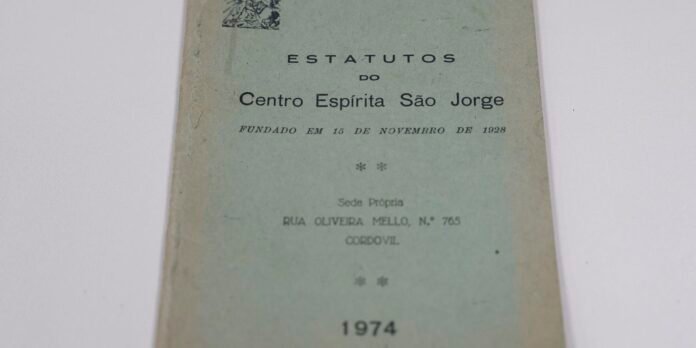 ESTATUTOS
DO
Centro Espírita São Jorge
FUNDADO EM 15 DE NOVEMBRO DE 1928
Sede Própria
RUA OLIVEIRA MELLO, N.º 765
CORDOVIL
1974